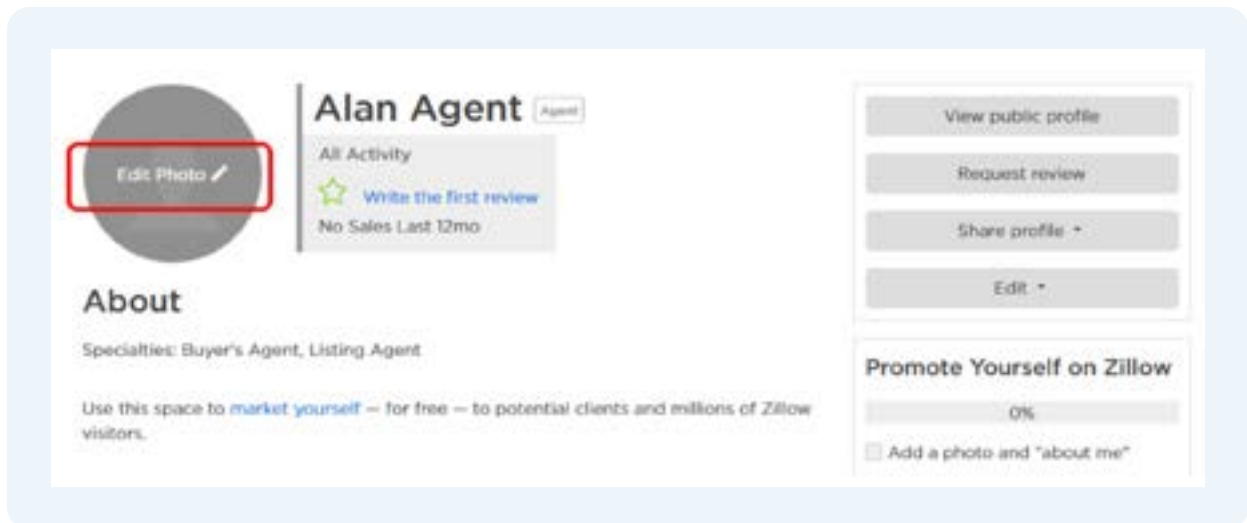 Alan Agent Agent
All Activity
Edit Photo
Write the first review
No Sales Last 12mo
About
Specialties: Buyer's Agent, Listing Agent
Use this space to market yourself — for free — to potential clients and millions of Zillow
visitors.
View public profile
Request review
Share profile
Edit
Promote Yourself on Zillow
0%
Add a photo and "about me"